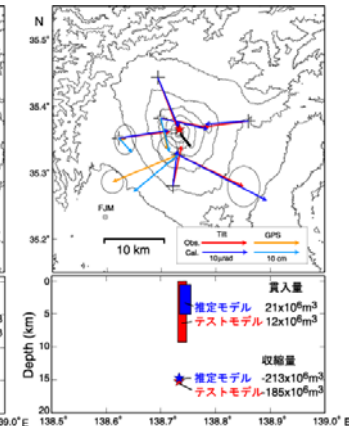 35.5°
35.4°
35.3°
35.2°
FJM
10 km
Tilt GPS
Obs.
Cal.
10μrad 10 cm
0
5
10
15
20
Depth (km)
貫入量
推定モデル 21x10⁶m³
テストモデル 12x10⁶m³
収縮量
推定モデル -213x10⁶m³
テストモデル -185x10⁶m³
39.0°E 138.5° 138.6° 138.7° 138.8° 138.9° 139.0° E